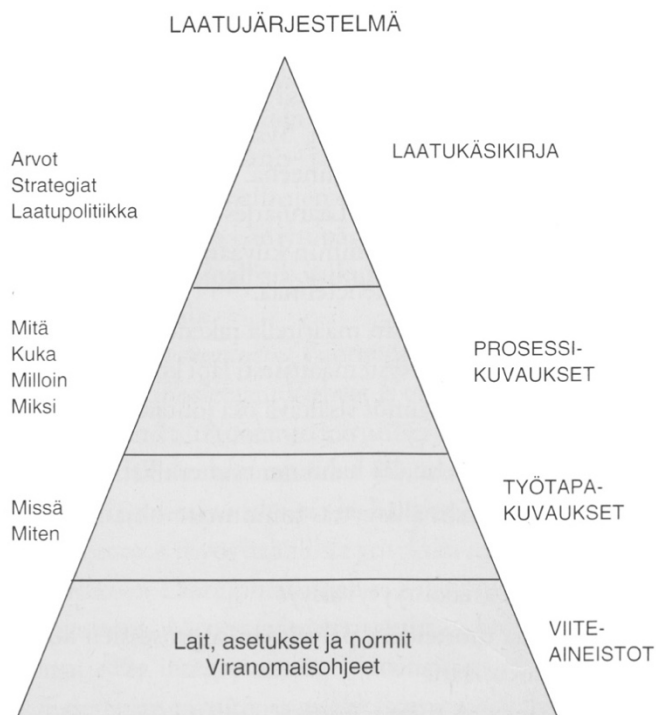 LAATUJÄRJESTELMÄ
Arvot
Strategiat
Laatupolitiikka
LAATUKÄSIKIRJA
Mitä
Kuka
Milloin
Miksi
PROSESSI-
KUVAUKSET
Missä
Miten
TYÖTAPA-
KUVAUKSET
Lait, asetukset ja normit
Viranomaisohjeet
VIITE-
AINEISTOT